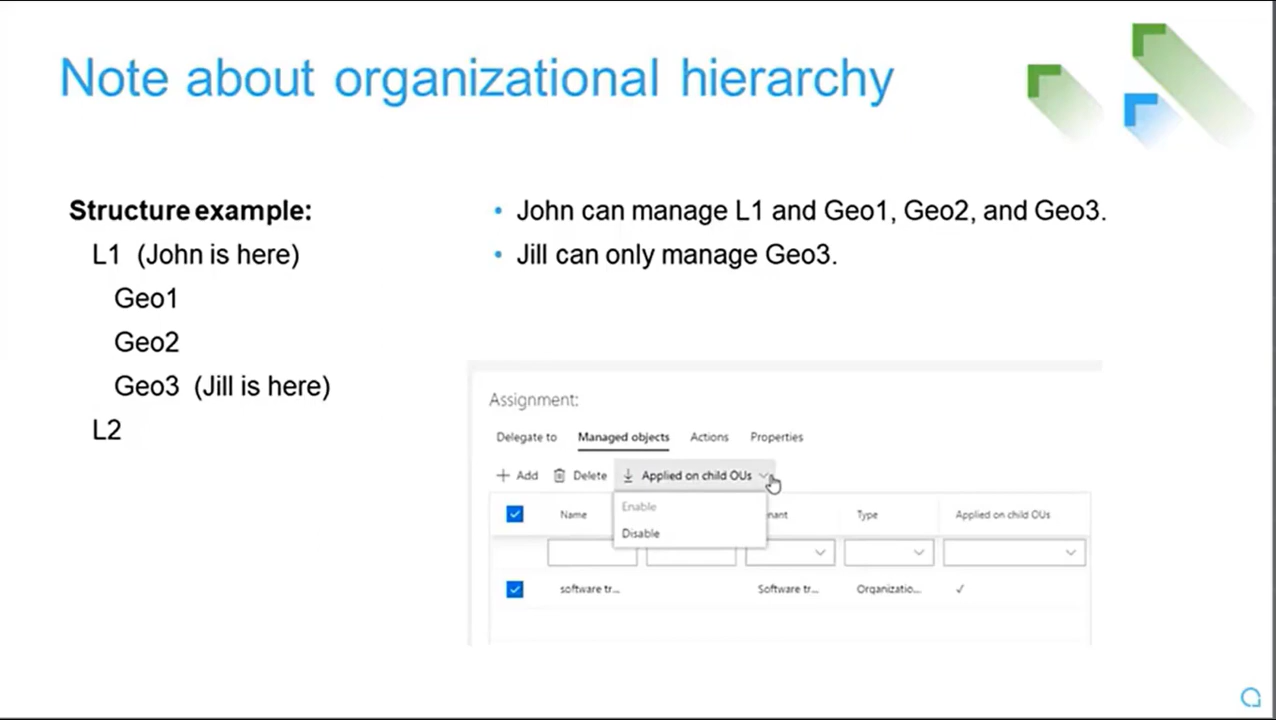 Note about organizational hierarchy
Structure example:
L1 (John is here)
Geo1
Geo2
Geo3 (Jill is here)
L2
• John can manage L1 and Geo1, Geo2, and Geo3.
• Jill can only manage Geo3.
Assignment:
Delegate to Managed objects Actions Properties
+ Add Delete Applied on child OUs
Enable
Disable
Name nant Type Applied on child OUs
software tr... Software tr... Organizatio... ✓